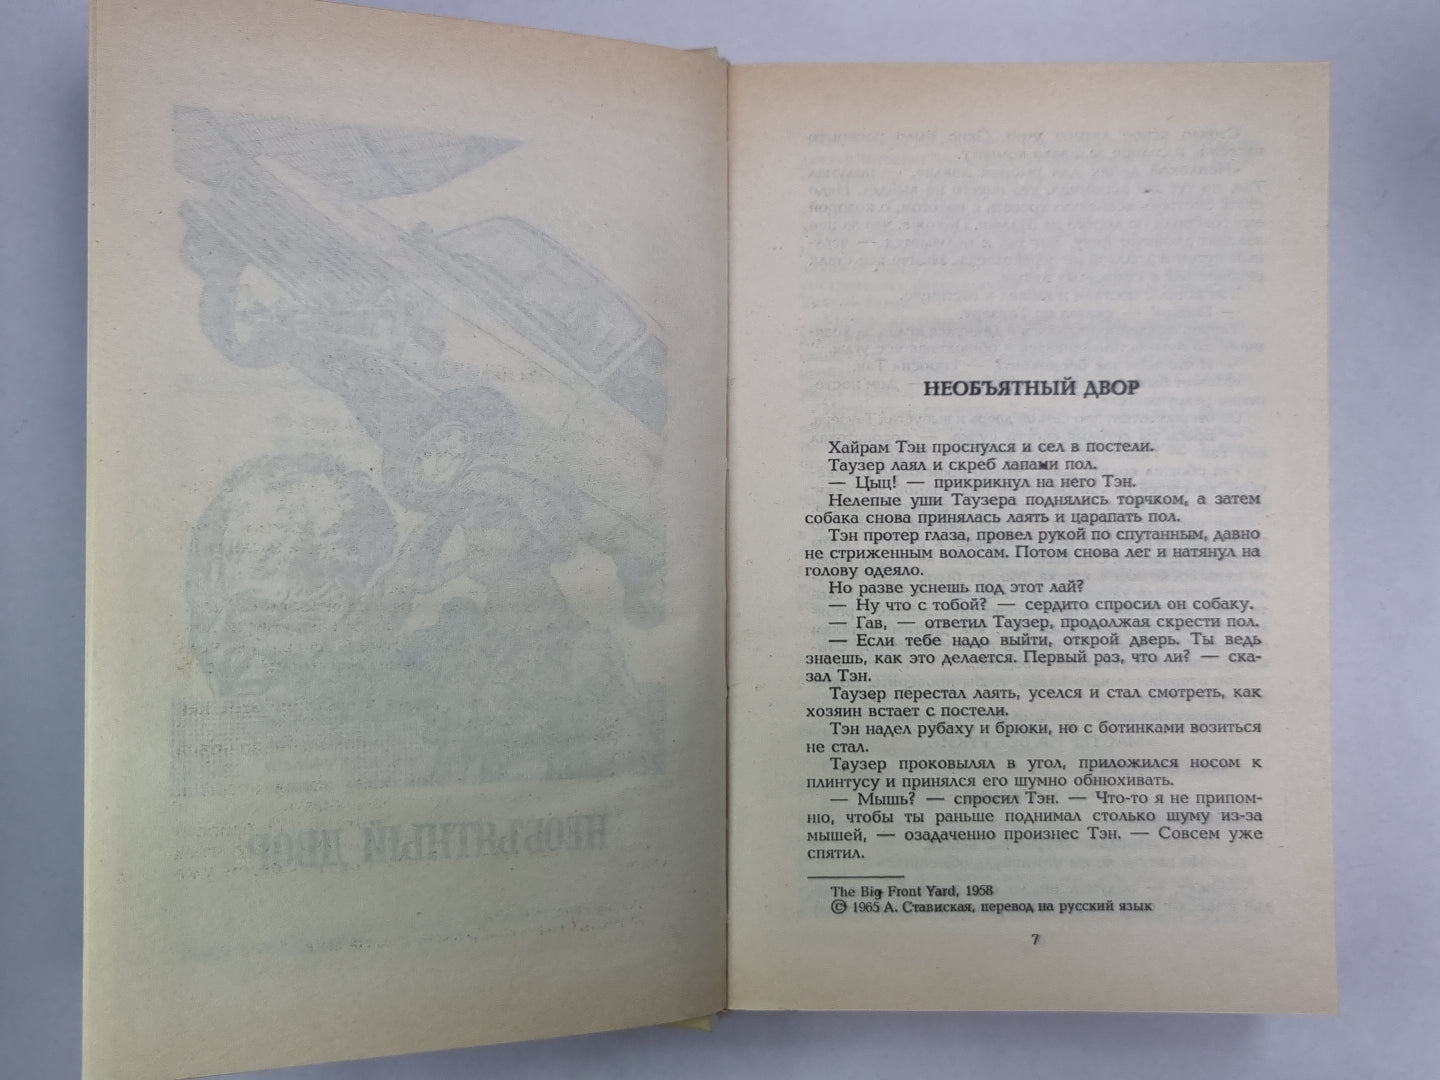 НЕОБЪЯТНЫЙ ДВОР
НЕОБЪЯТНЫЙ ДВОР
Хайрам Тэн проснулся и сел в постели.
Таузер лаял и скреб лапами пол.
— Цыц! — прикрикнул на него Тэн.
Нелепые уши Таузера поднялись торчком, а затем
собака снова принялась лаять и царапать пол.
Тэн протер глаза, провел рукой по спутанным, давно
не стриженным волосам. Потом снова лег и натянул на
голову одеяло.
Но разве уснешь под этот лай?
— Ну что с тобой? — сердито спросил он собаку.
— Гав, — ответил Таузер, продолжая скрести пол.
— Если тебе надо выйти, открой дверь. Ты ведь
знаешь, как это делается. Первый раз, что ли? — ска-
зал Тэн.
Таузер перестал лаять, уселся и стал смотреть, как
хозяин встает с постели.
Тэн надел рубаху и брюки, но с ботинками возиться
не стал.
Таузер проковылял в угол, приложился носом к
плинтусу и принялся его шумно обнюхивать.
— Мышь? — спросил Тэн. — Что-то я не припом-
ню, чтобы ты раньше поднимал столько шуму из-за
мышей, — озадаченно произнес Тэн. — Совсем уже
спятил.
The Big Front Yard, 1958
© 1965 А. Ставиская, перевод на русский язык
7